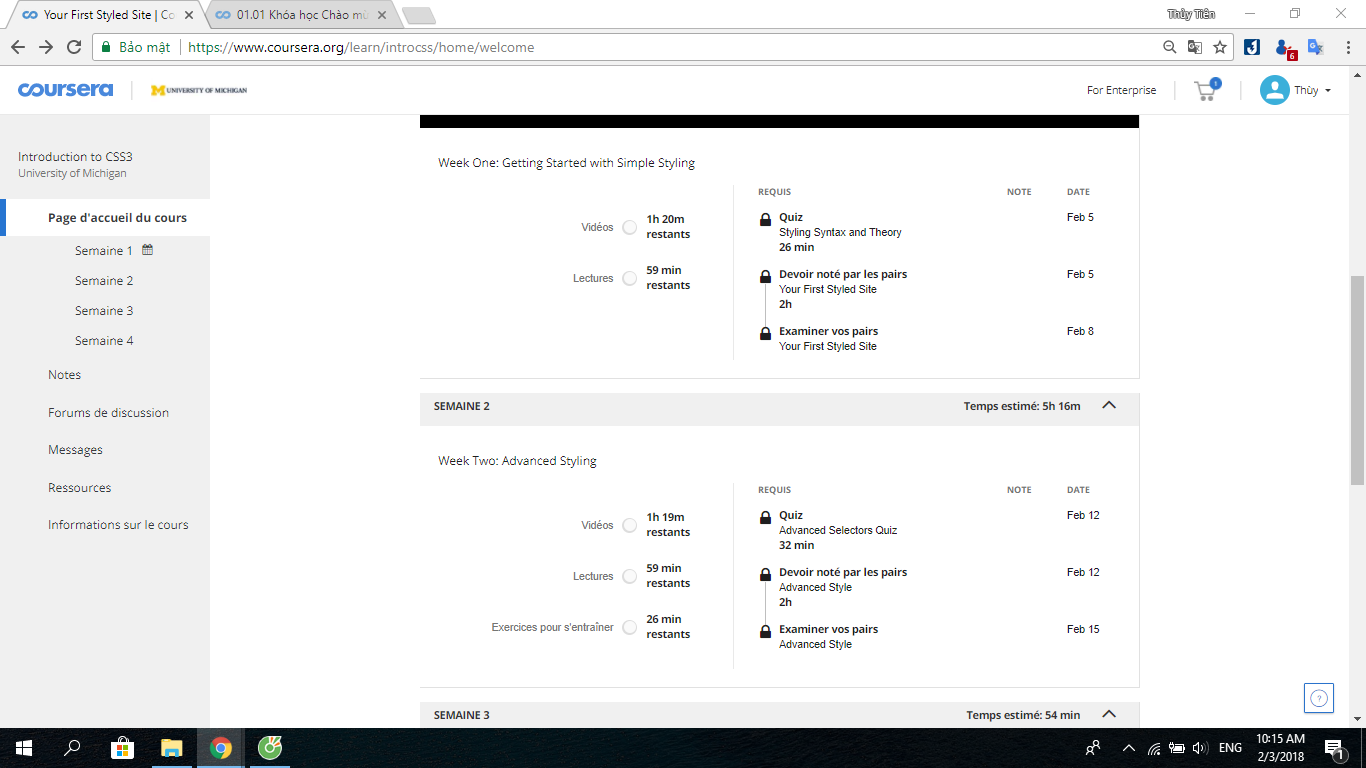 Your First Styled Site | Co
01.01 Khóa học Chào mừ
Thủy Tiên
Bảo mật
https://www.coursera.org/learn/introcss/home/welcome
6
coursera
M UNIVERSITY OF MICHIGAN
For Enterprise
1
Thùy
Introduction to CSS3
University of Michigan
Page d'accueil du cours
Semaine 1
Semaine 2
Semaine 3
Semaine 4
Notes
Forums de discussion
Messages
Ressources
Informations sur le cours
Week One: Getting Started with Simple Styling
Vidéos
1h 20m
restants
Lectures
59 min
restants
REQUIS NOTE DATE
Quiz Feb 5
Styling Syntax and Theory
26 min
Devoir noté par les pairs Feb 5
Your First Styled Site
2h
Examiner vos pairs Feb 8
Your First Styled Site
SEMAINE 2 Temps estimé: 5h 16m
Week Two: Advanced Styling
Vidéos
1h 19m
restants
Lectures
59 min
restants
Exercices pour s'entraîner
26 min
restants
REQUIS NOTE DATE
Quiz Feb 12
Advanced Selectors Quiz
32 min
Devoir noté par les pairs Feb 12
Advanced Style
2h
Examiner vos pairs Feb 15
Advanced Style
SEMAINE 3 Temps estimé: 54 min
?
ENG
10:15 AM
2/3/2018
1